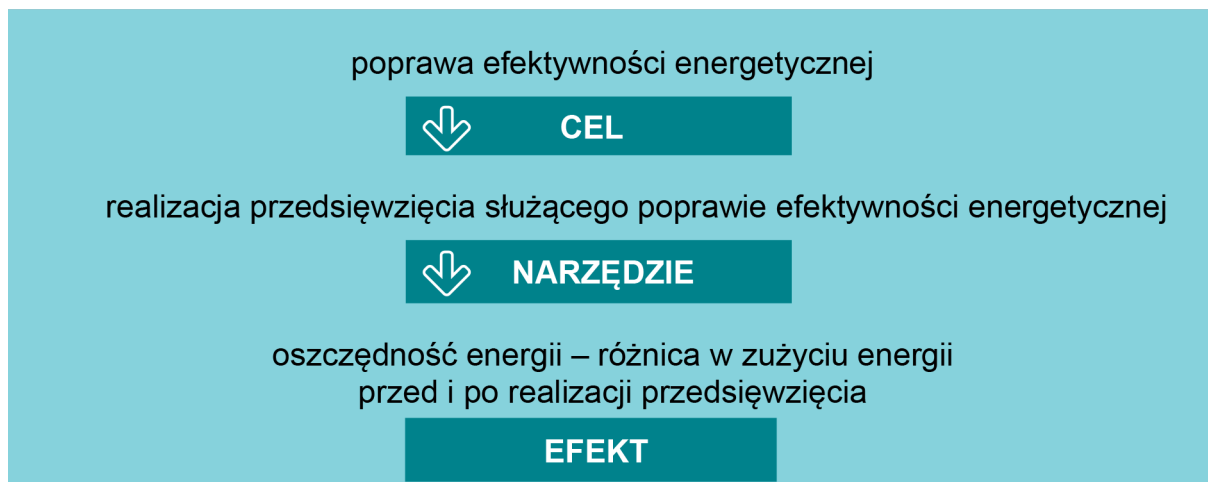 poprawa efektywności energetycznej
CEL
realizacja przedsięwzięcia służącego poprawie efektywności energetycznej
NARZĘDZIE
oszczędność energii – różnica w zużyciu energii
przed i po realizacji przedsięwzięcia
EFEKT